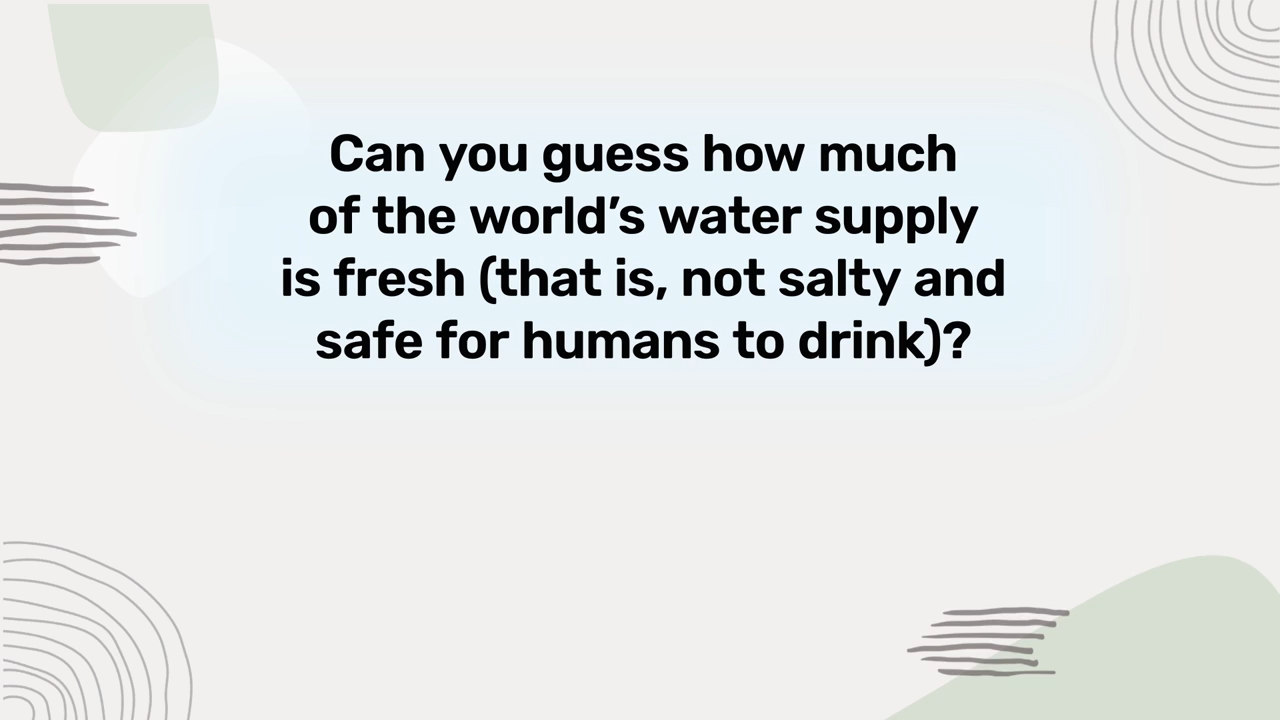 Can you guess how much
of the world’s water supply
is fresh (that is, not salty and
safe for humans to drink)?